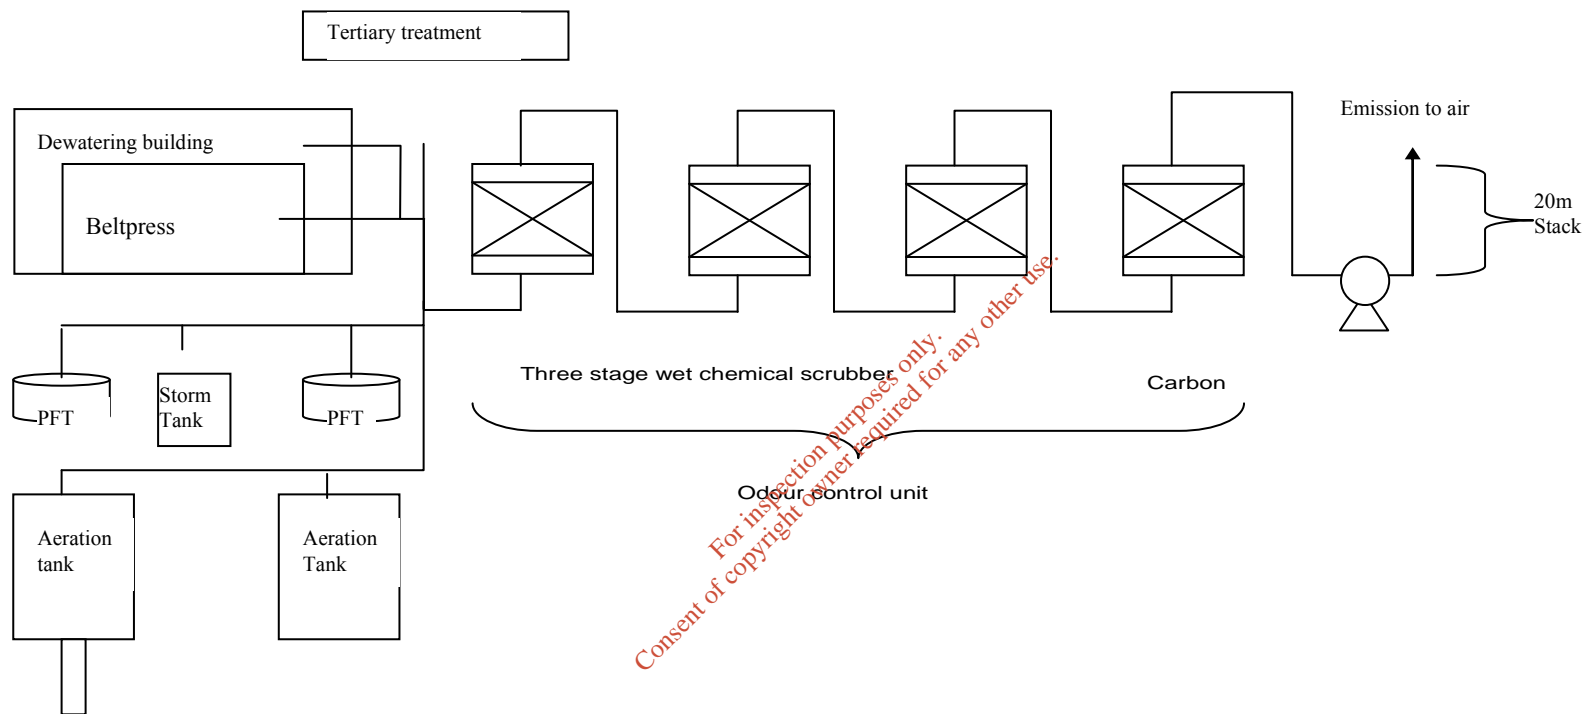 Tertiary treatment
Emission to air
Dewatering building
Beltpress
20m
Stack
Three stage wet chemical scrubber
Carbon
PFT
Storm
Tank
PFT
Odour control unit
Aeration
tank
Aeration
Tank
For inspection purposes only.
Consent of copyright owner required for any other use.